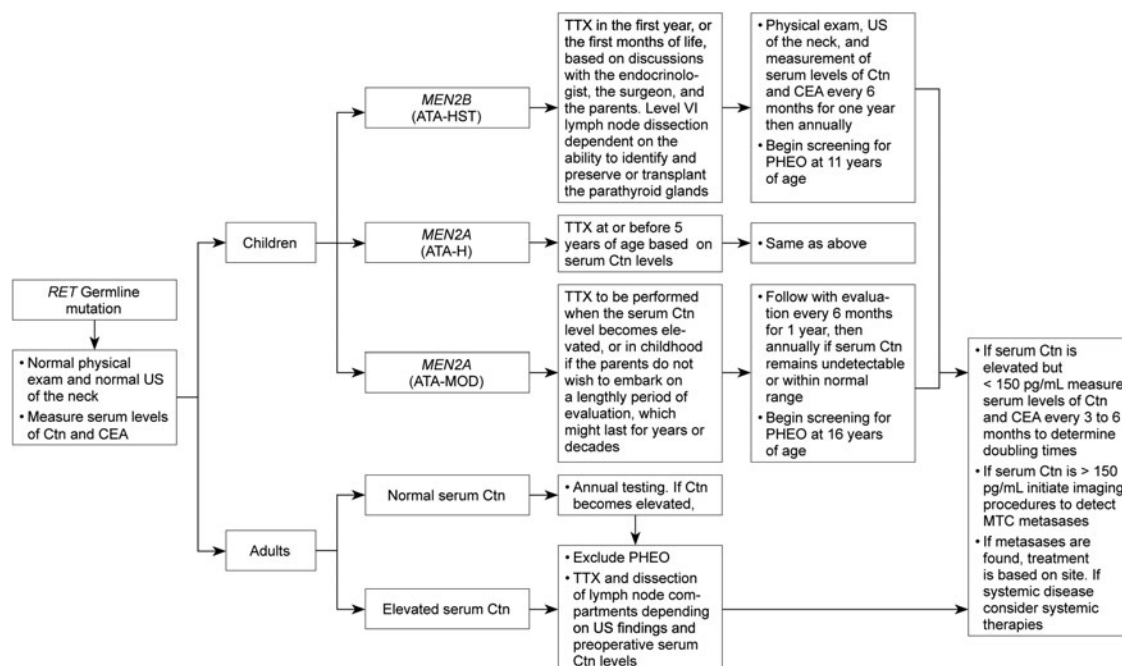 RET Germline
mutation
• Normal physical
exam and normal US
of the neck
• Measure serum levels
of Ctn and CEA
Children
MEN2B
(ATA-HST)
TTX in the first year, or
the first months of life,
based on discussions
with the endocrinolo-
gist, the surgeon, and
the parents. Level VI
lymph node dissection
dependent on the
ability to identify and
preserve or transplant
the parathyroid glands
• Physical exam, US
of the neck, and
measurement of
serum levels of Ctn
and CEA every 6
months for one year
then annually
• Begin screening for
PHEO at 11 years
of age
MEN2A
(ATA-H)
TTX at or before 5
years of age based on
serum Ctn levels
• Same as above
MEN2A
(ATA-MOD)
TTX to be performed
when the serum Ctn
level becomes ele-
vated, or in childhood
if the parents do not
wish to embark on
a lengthly period of
evaluation, which
might last for years or
decades
• Follow with evalua-
tion every 6 months
for 1 year, then
annually if serum Ctn
remains undetectable
or within normal
range
• Begin screening for
PHEO at 16 years
of age
Adults
Normal serum Ctn
• Annual testing. If Ctn
becomes elevated,
Elevated serum Ctn
• Exclude PHEO
• TTX and dissection
of lymph node com-
partments depending
on US findings and
preoperative serum
Ctn levels
• If serum Ctn is
elevated but
< 150 pg/mL measure
serum levels of Ctn
and CEA every 3 to 6
months to determine
doubling times
• If serum Ctn is > 150
pg/mL initiate imaging
procedures to detect
MTC metasases
• If metasases are
found, treatment
is based on site. If
systemic disease
consider systemic
therapies